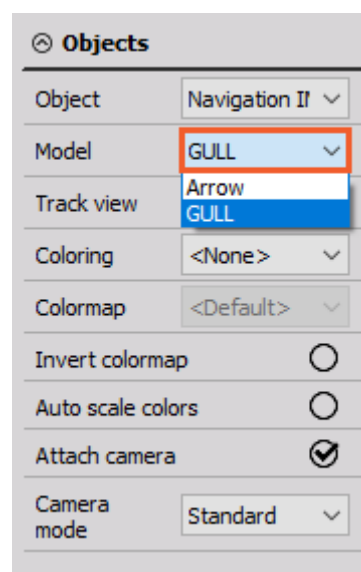 Objects
Object Navigation
Model GULL
Arrow
Track view GULL
Coloring <None>
Colormap <Default>
Invert colormap
Auto scale colors
Attach camera
Camera
mode Standard